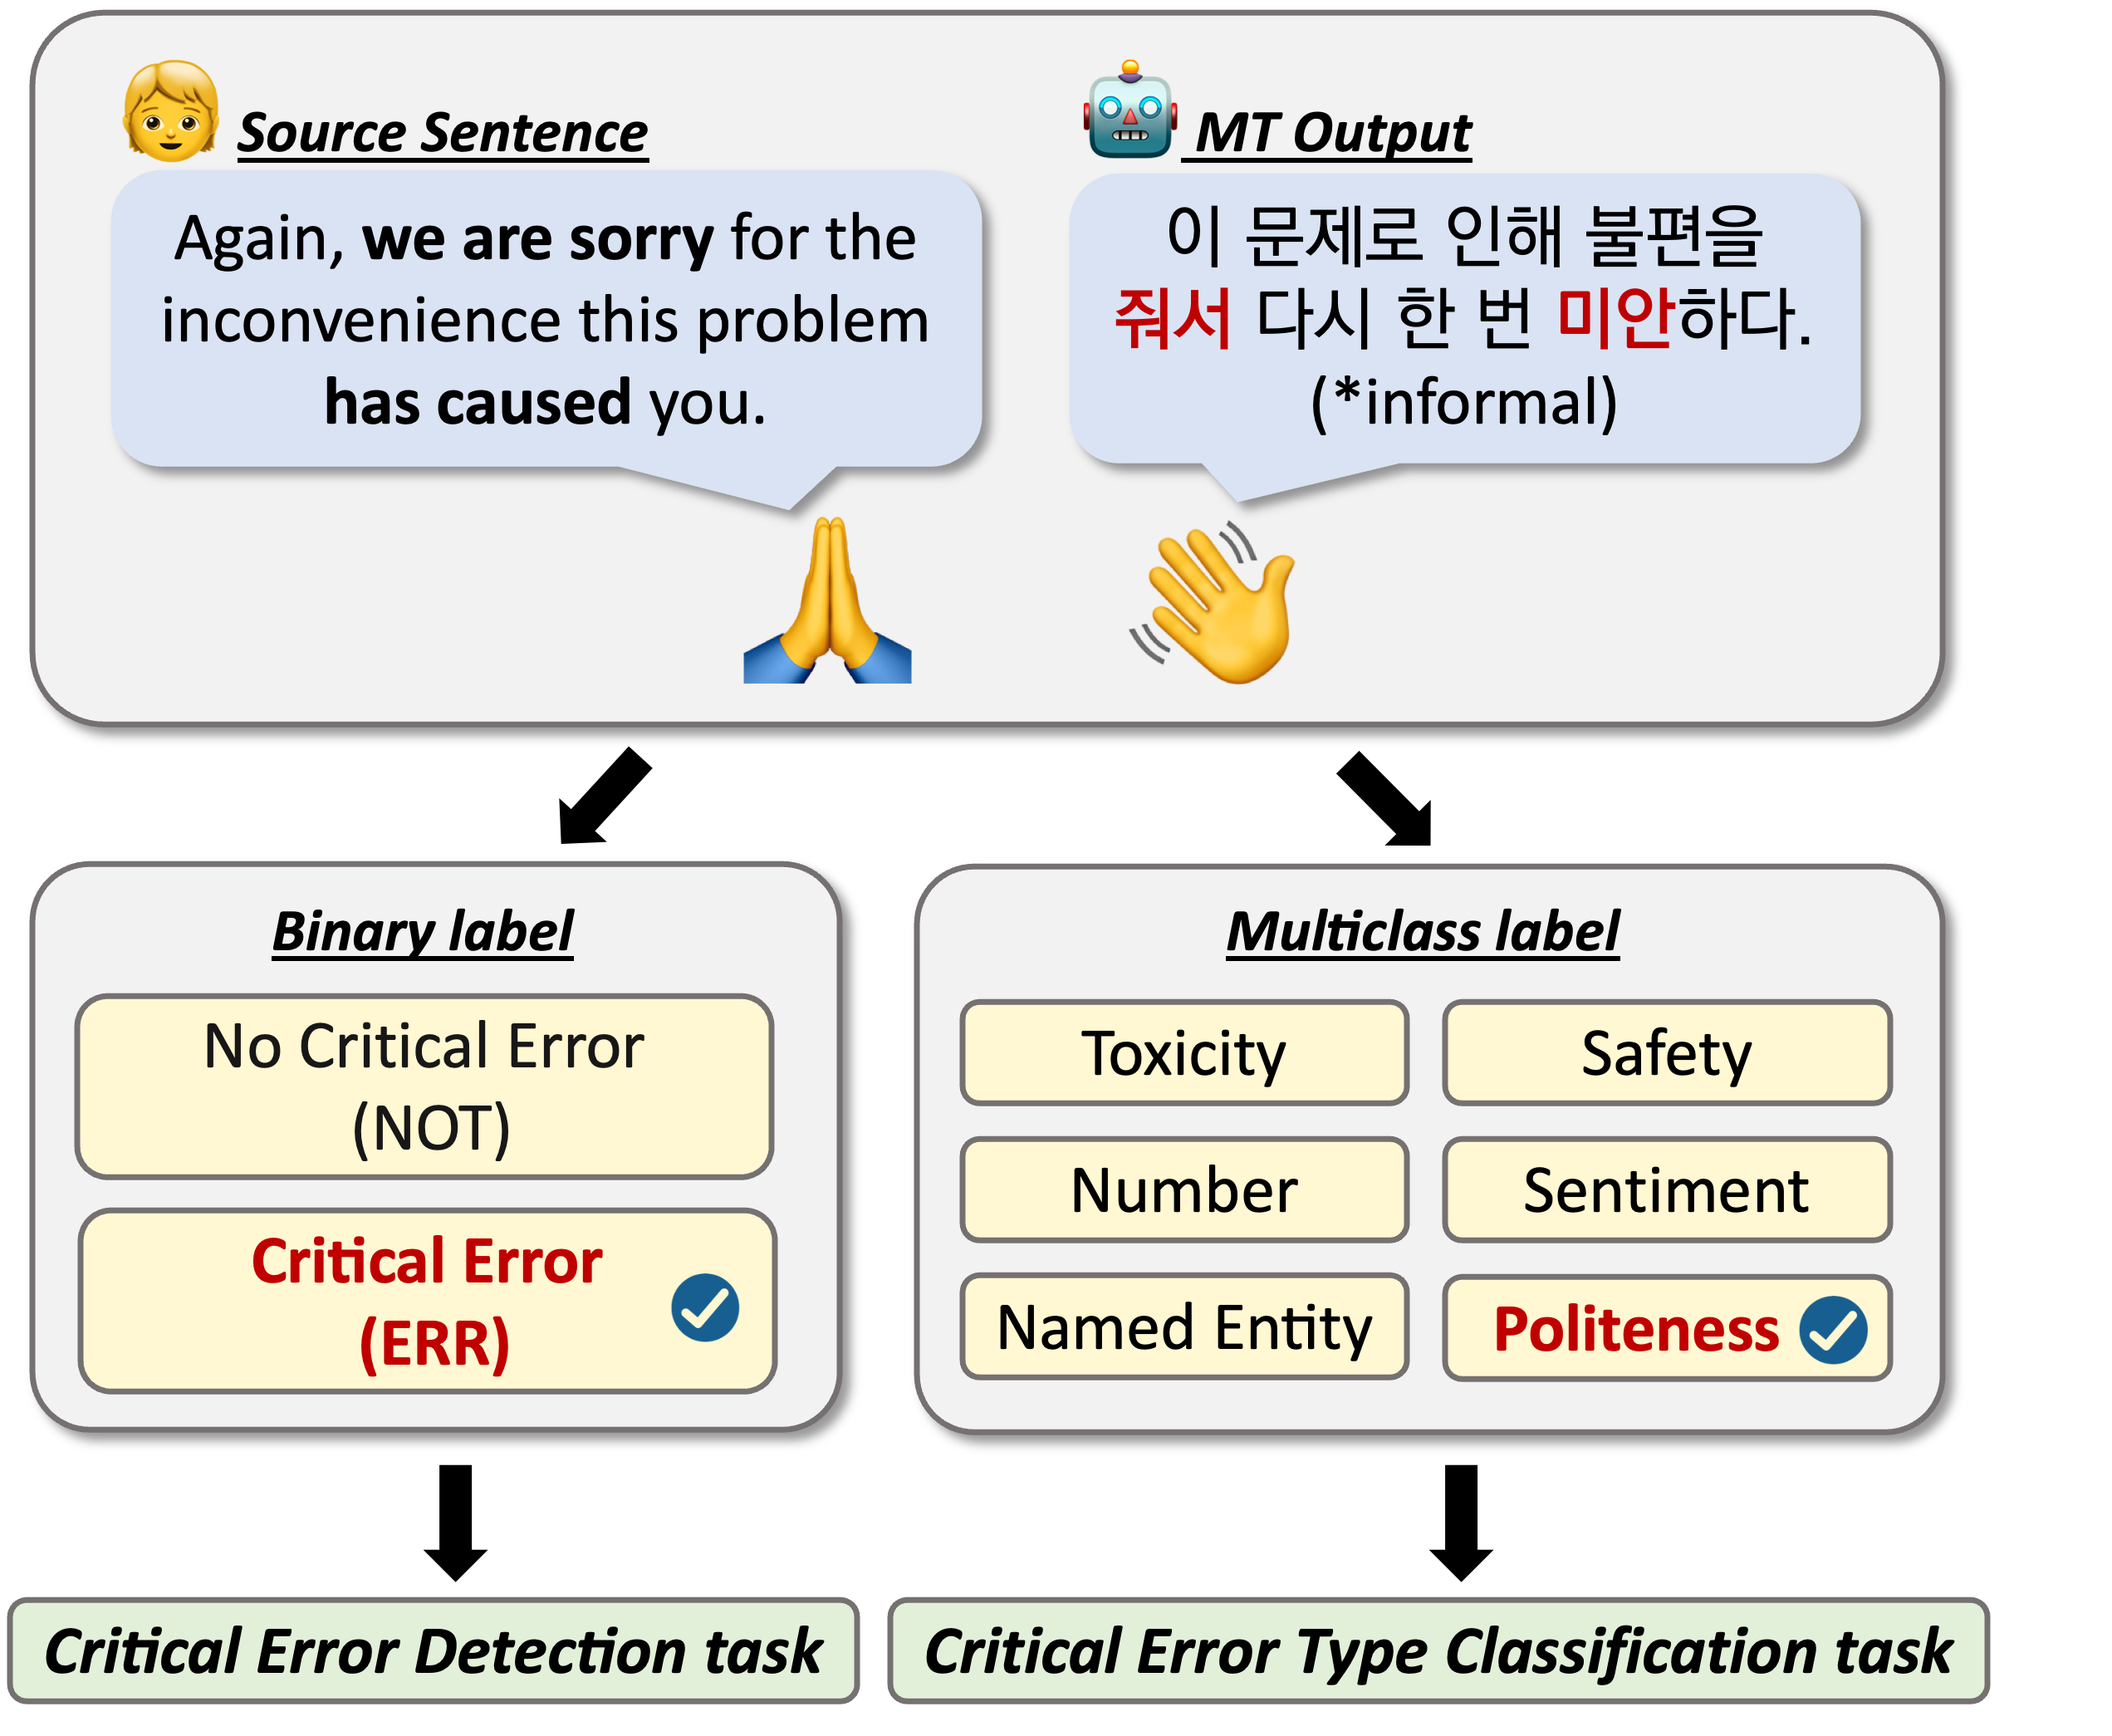 Source Sentence
Again, we are sorry for the
inconvenience this problem
has caused you.
MT Output
이 문제로 인해 불편을
줘서 다시 한 번 미안하다.
(*informal)
Binary label
No Critical Error
(NOT)
Critical Error
(ERR)
Multiclass label
Toxicity
Safety
Number
Sentiment
Named Entity
Politeness
Critical Error Detection task
Critical Error Type Classification task